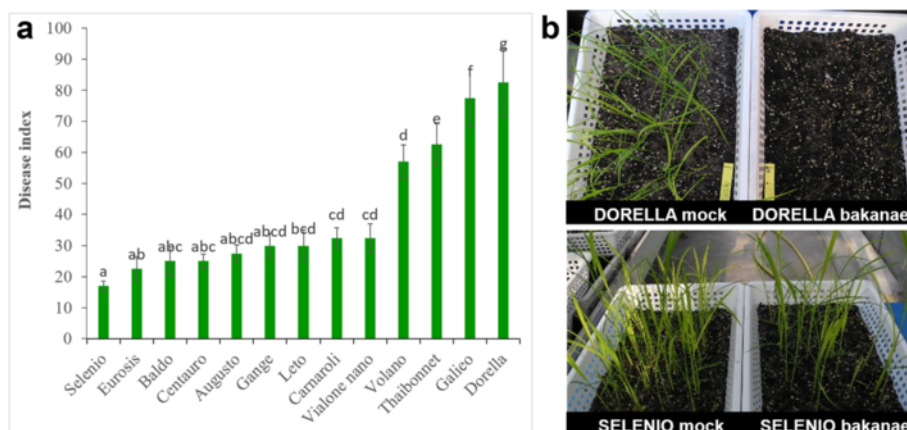 a
100
90
80
70
60
50
40
30
20
10
0
Disease index
a
ab
abc
abc
abcd
abcd
bcd
cd
cd
d
e
f
g
Selenio
Eurosis
Baldo
Centauro
Augusto
Gange
Leto
Carnaroli
Vialone nano
Volano
Thaibonnet
Galieo
Dorella
b
DORELLA mock
DORELLA bakanae
SELENIO mock
SELENIO bakanae